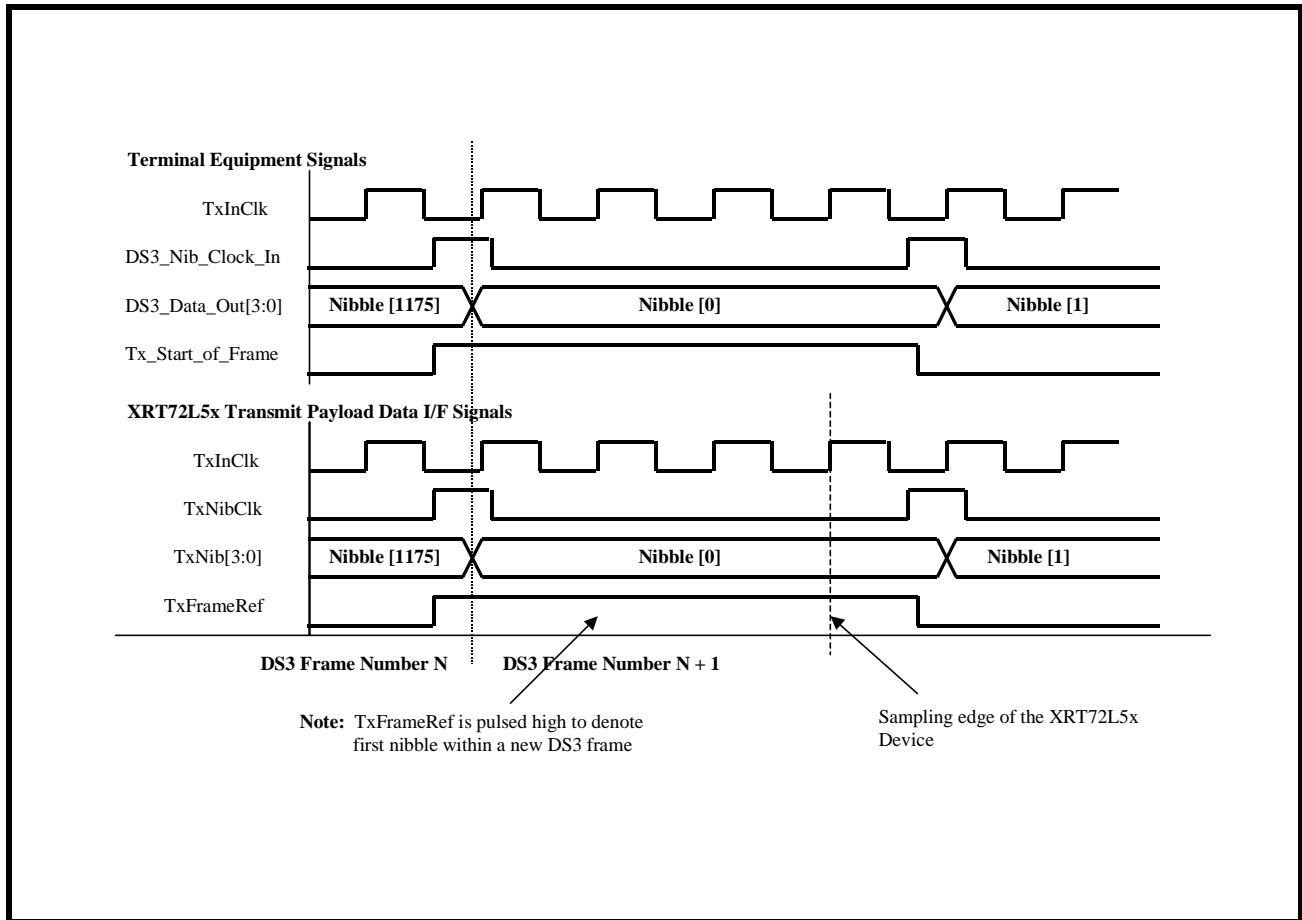 Terminal Equipment Signals
TxInClk
DS3_Nib_Clock_In
DS3_Data_Out[3:0] Nibble [1175] Nibble [0] Nibble [1]
Tx_Start_of_Frame
XRT72L5x Transmit Payload Data I/F Signals
TxInClk
TxNibClk
TxNib[3:0] Nibble [1175] Nibble [0] Nibble [1]
TxFrameRef
DS3 Frame Number N DS3 Frame Number N + 1
Note: TxFrameRef is pulsed high to denote
first nibble within a new DS3 frame
Sampling edge of the XRT72L5x
Device